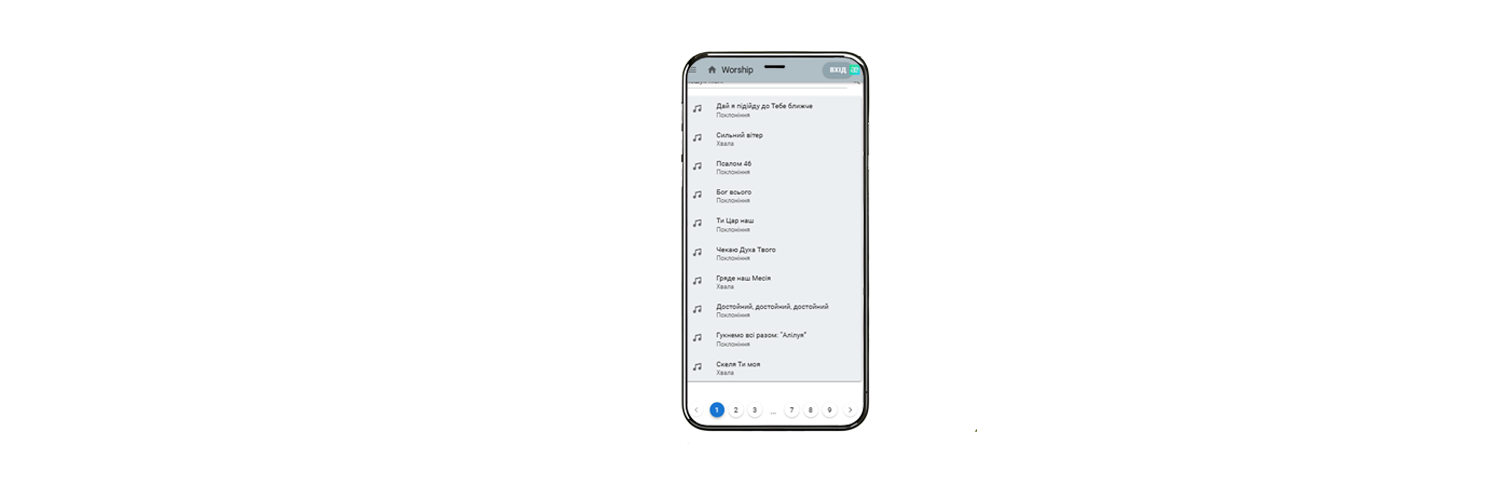 Worship
ВХІД
Дай я підійду до Тебе ближче
Поклоніння
Сильний вітер
Хвала
Псалом 46
Поклоніння
Бог всього
Поклоніння
Ти Цар наш
Поклоніння
Чекаю Духа Твого
Поклоніння
Гряде наш Месія
Хвала
Достойний, достойний, достойний
Поклоніння
Гукнемо всі разом: "Алілуя"
Поклоніння
Скеля Ти моя
Хвала
1 2 3 ... 7 8 9